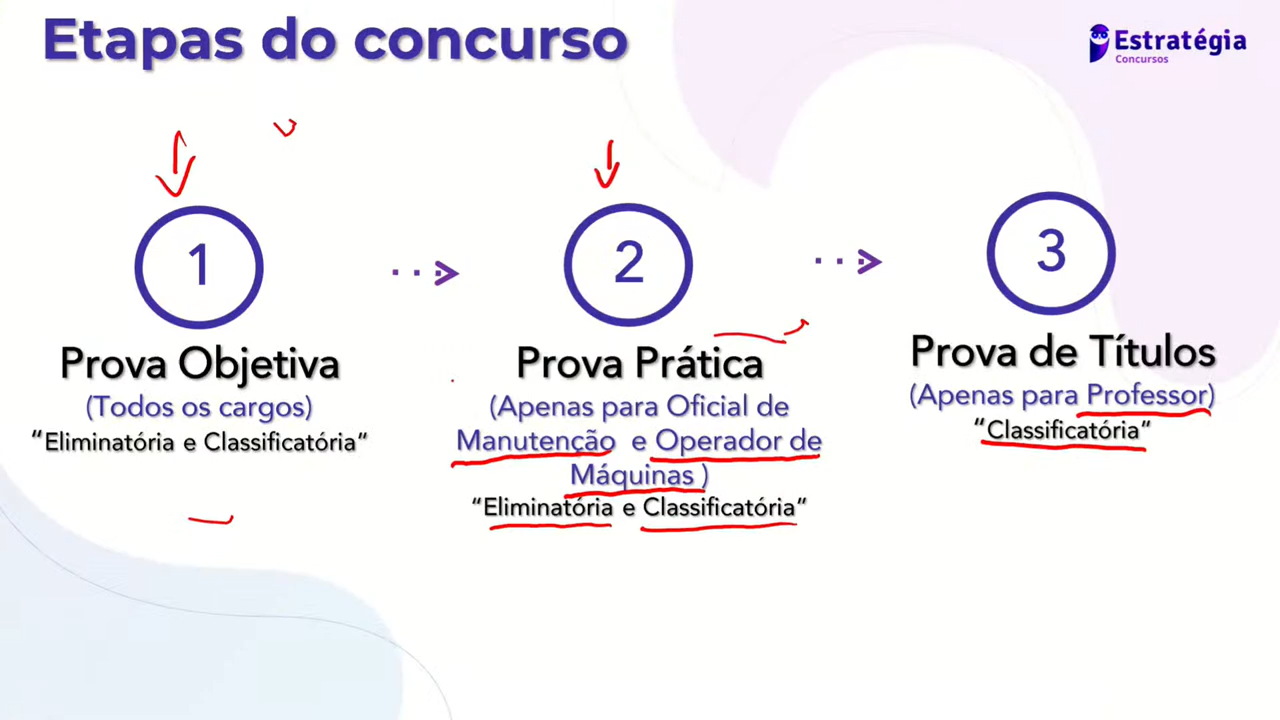 Etapas do concurso
Estratégia
Concursos
1
Prova Objetiva
(Todos os cargos)
“Eliminatória e Classificatória”
2
Prova Prática
(Apenas para Oficial de
Manutenção e Operador de
Máquinas )
“Eliminatória e Classificatória”
3
Prova de Títulos
(Apenas para Professor)
“Classificatória”